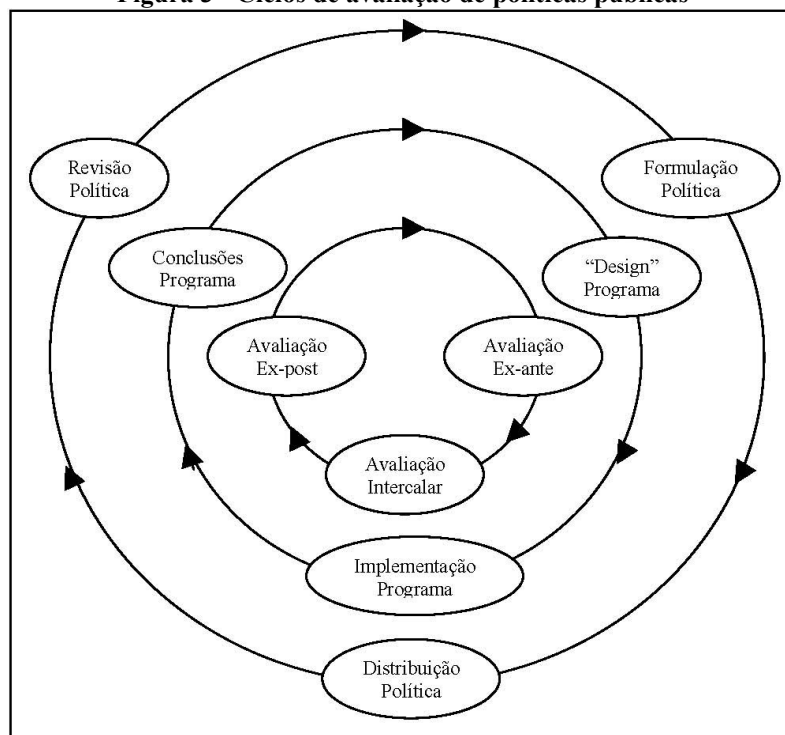 Figura 3 - Ciclos de avaliação de políticas públicas
Revisão
Política
Formulação
Política
Conclusões
Programa
“Design”
Programa
Avaliação
Ex-post
Avaliação
Ex-ante
Avaliação
Intercalar
Implementação
Programa
Distribuição
Política